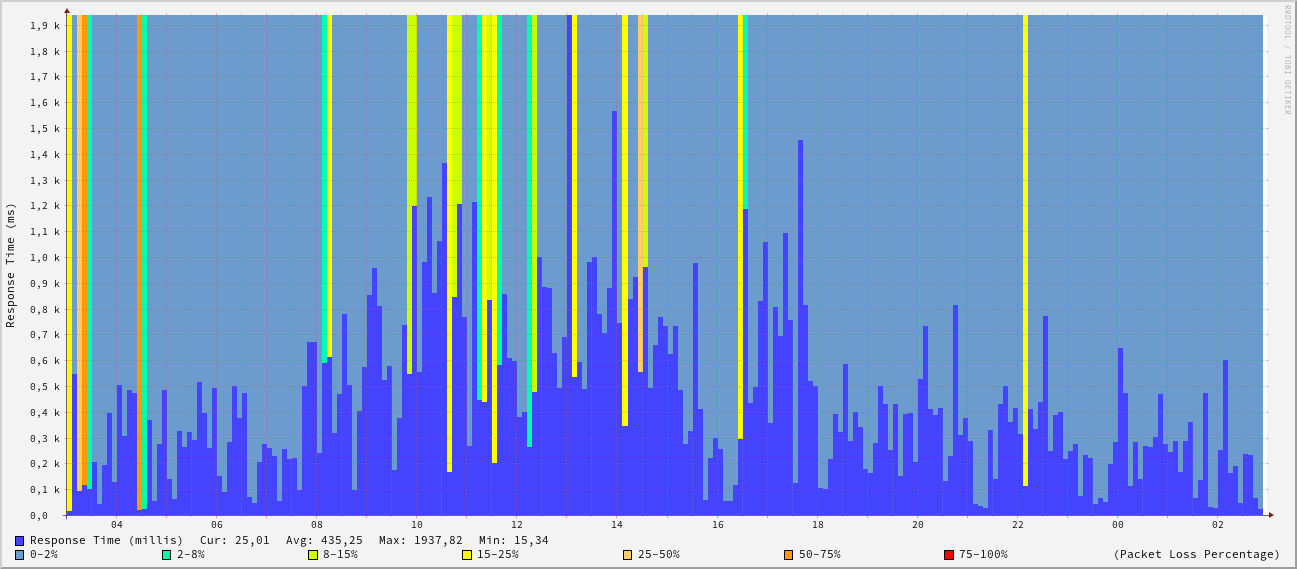 RRDTOOL / TOBI OETIKER
Response Time (ms)
1,9 k
1,8 k
1,7 k
1,6 k
1,5 k
1,4 k
1,3 k
1,2 k
1,1 k
1,0 k
0,9 k
0,8 k
0,7 k
0,6 k
0,5 k
0,4 k
0,3 k
0,2 k
0,1 k
0,0
04 06 08 10 12 14 16 18 20 22 00 02
Response Time (millis) Cur: 25,01 Avg: 435,25 Max: 1937,82 Min: 15,34
0-2% 2-8% 8-15% 15-25% 25-50% 50-75% 75-100% (Packet Loss Percentage)